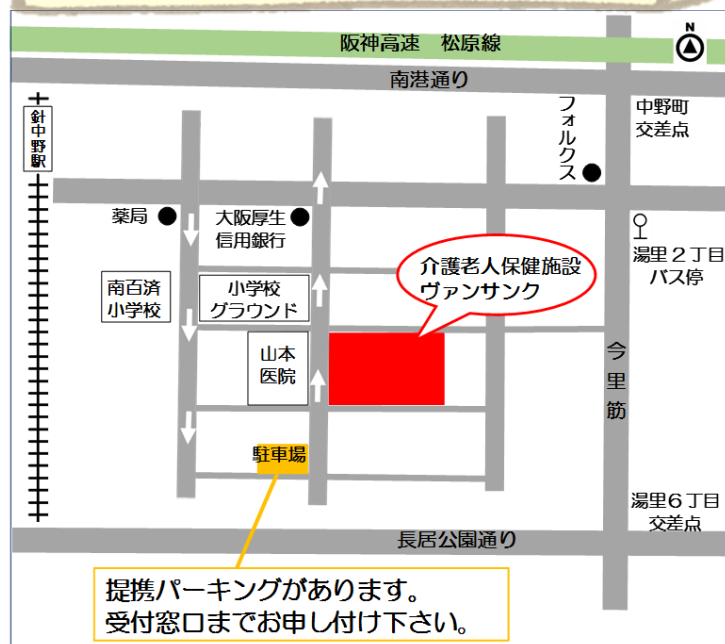 阪神高速 松原線
N
南港通り
針中野駅
フォルクス
中野町
交差点
薬局
大阪厚生
信用銀行
湯里2丁目
バス停
介護老人保健施設
ヴァンサンク
南百済
小学校
小学校
グラウンド
山本
医院
今里筋
駐車場
湯里6丁目
交差点
長居公園通り
提携パーキングがあります。
受付窓口までお申し付け下さい。